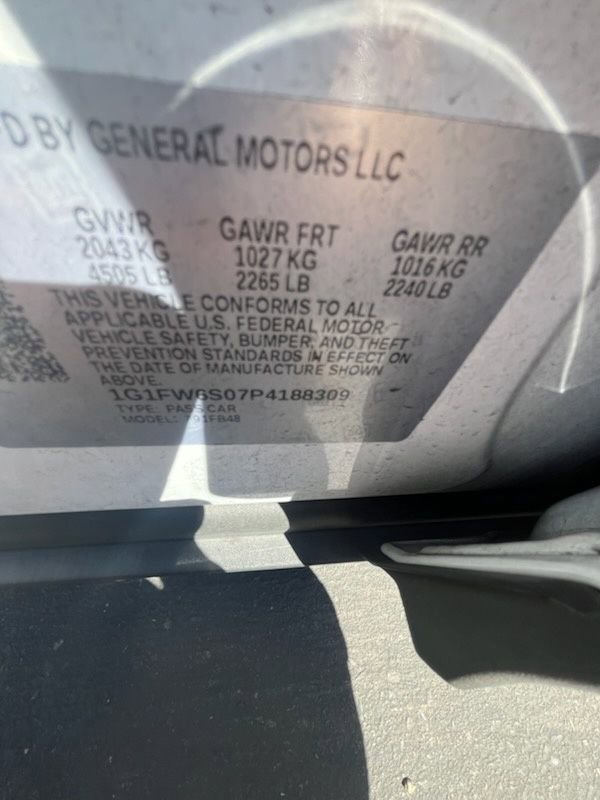 'D BY GENERAL MOTORS LLC
GVWR GAWR FRT GAWR RR
2043 KG 1027 KG 1016 KG
4505 LB 2265 LB 2240 LB
THIS VEHICLE CONFORMS TO ALL
APPLICABLE U.S. FEDERAL MOTOR
VEHICLE SAFETY, BUMPER, AND THEFT
PREVENTION STANDARDS IN EFFECT ON
THE DATE OF MANUFACTURE SHOWN
ABOVE.
1G1FW6S07P4188309
TYPE: PASS CAR
MODEL: